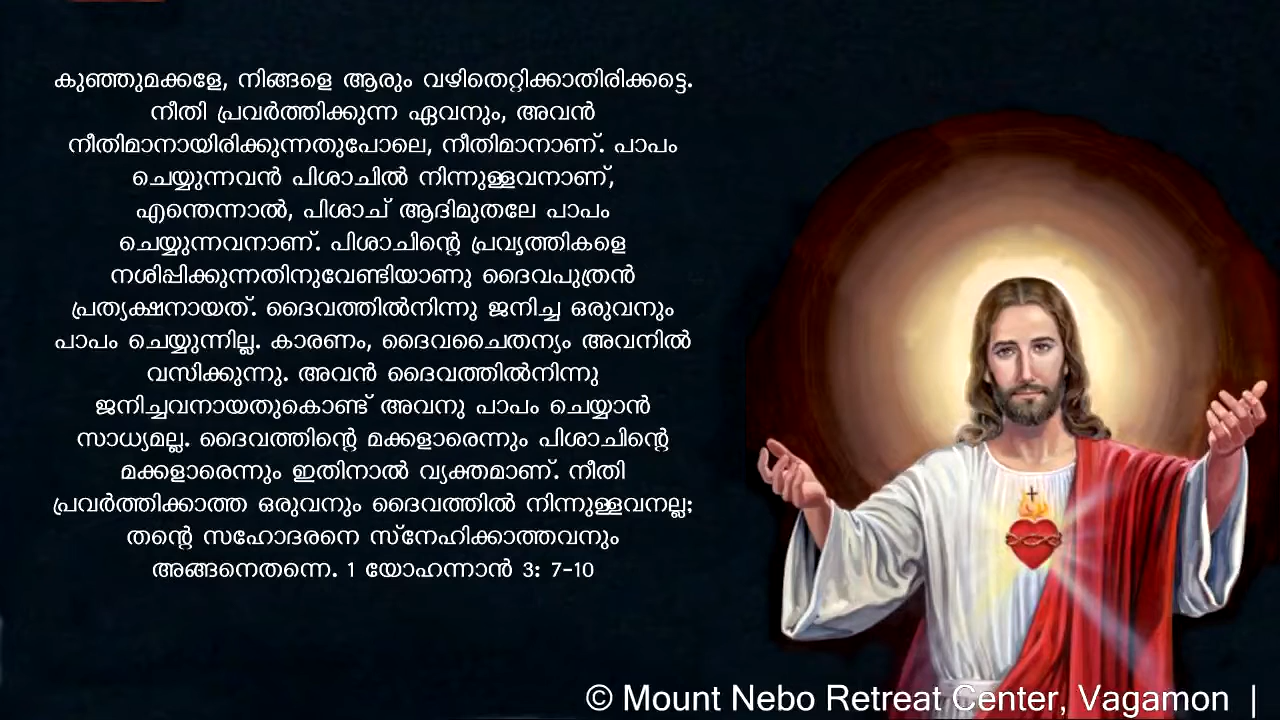 കുഞ്ഞുമക്കളേ, നിങ്ങളെ ആരും വഴിതെറ്റിക്കാതിരിക്കട്ടെ.
നീതി പ്രവർത്തിക്കുന്ന ഏവനും, അവൻ
നീതിമാനായിരിക്കുന്നതുപോലെ, നീതിമാനാണ്. പാപം
ചെയ്യുന്നവൻ പിശാചിൽ നിന്നുള്ളവനാണ്,
എന്തെന്നാൽ, പിശാച് ആദിമുതലേ പാപം
ചെയ്യുന്നവനാണ്. പിശാചിന്റെ പ്രവൃത്തികളെ
നശിപ്പിക്കുന്നതിനുവേണ്ടിയാണു ദൈവപുത്രൻ
പ്രത്യക്ഷനായത്. ദൈവത്തിൽനിന്നു ജനിച്ച ഒരുവനും
പാപം ചെയ്യുന്നില്ല. കാരണം, ദൈവചൈതന്യം അവനിൽ
വസിക്കുന്നു. അവൻ ദൈവത്തിൽനിന്നു
ജനിച്ചവനായതുകൊണ്ട് അവനു പാപം ചെയ്യാൻ
സാധ്യമല്ല. ദൈവത്തിന്റെ മക്കളാരെന്നും പിശാചിന്റെ
മക്കളാരെന്നും ഇതിനാൽ വ്യക്തമാണ്. നീതി
പ്രവർത്തിക്കാത്ത ഒരുവനും ദൈവത്തിൽ നിന്നുള്ളവനല്ല;
തന്റെ സഹോദരനെ സ്നേഹിക്കാത്തവനും
അങ്ങനെതന്നെ. 1 യോഹന്നാൻ 3: 7-10
© Mount Nebo Retreat Center, Vagamon |